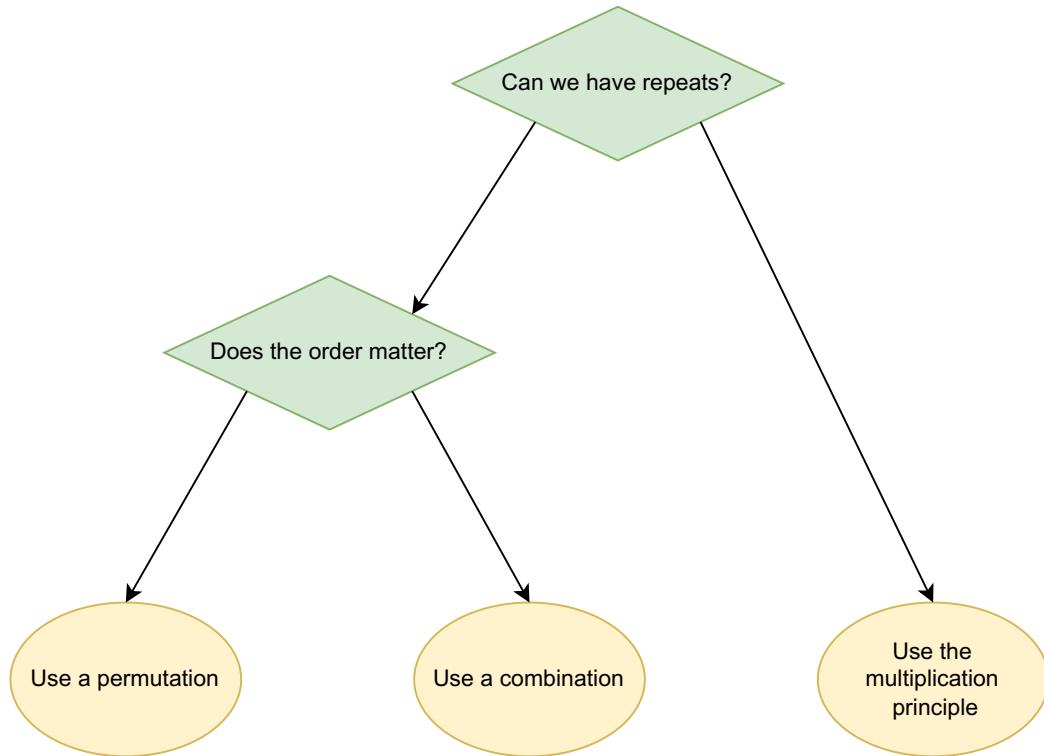 Can we have repeats?
Does the order matter?
Use a permutation
Use a combination
Use the
multiplication
principle